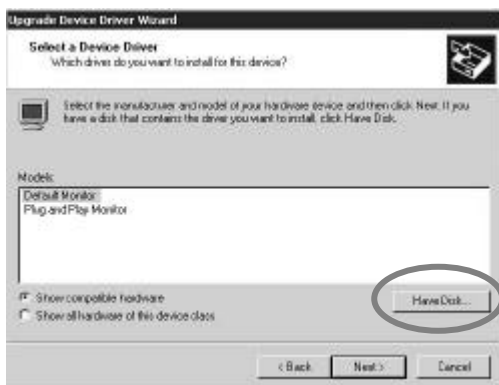 Upgrade Device Driver Wizard
Select a Device Driver
Which driver do you want to install for this device?
Select the manufacturer and model of your hardware device and then click Next. If you
have a disk that contains the driver you want to install, click Have Disk.
Models:
Default Monitor
Plug and Play Monitor
Show compatible hardware
Show all hardware of this device class
Have Disk...
< Back
Next >
Cancel